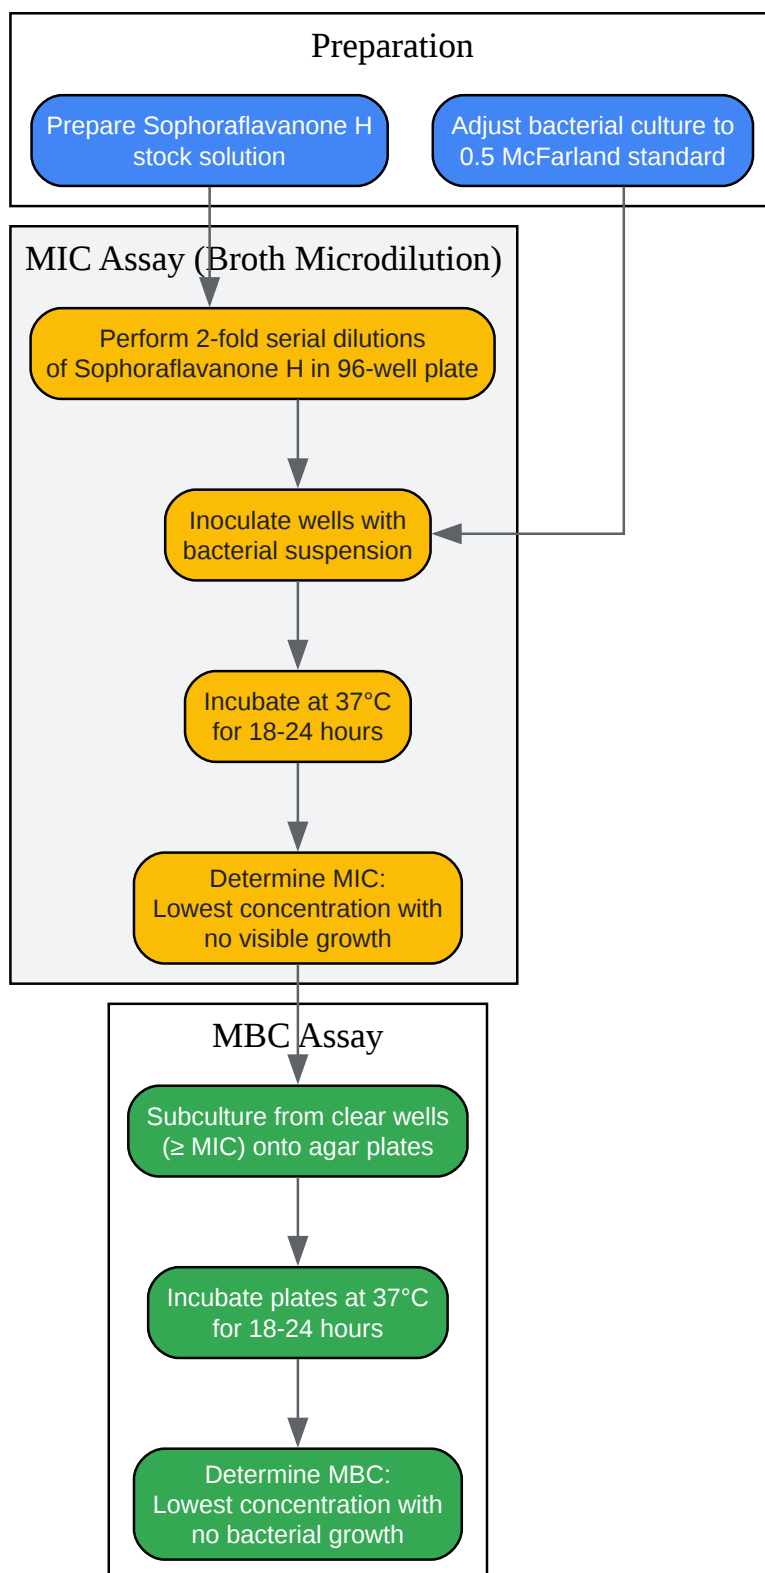 Preparation
Prepare Sophoraflavanone H
stock solution
Adjust bacterial culture to
0.5 McFarland standard
MIC Assay (Broth Microdilution)
Perform 2-fold serial dilutions
of Sophoraflavanone H in 96-well plate
Inoculate wells with
bacterial suspension
Incubate at 37°C
for 18-24 hours
Determine MIC:
Lowest concentration with
no visible growth
MBC Assay
Subculture from clear wells
(≥ MIC) onto agar plates
Incubate plates at 37°C
for 18-24 hours
Determine MBC:
Lowest concentration with
no bacterial growth